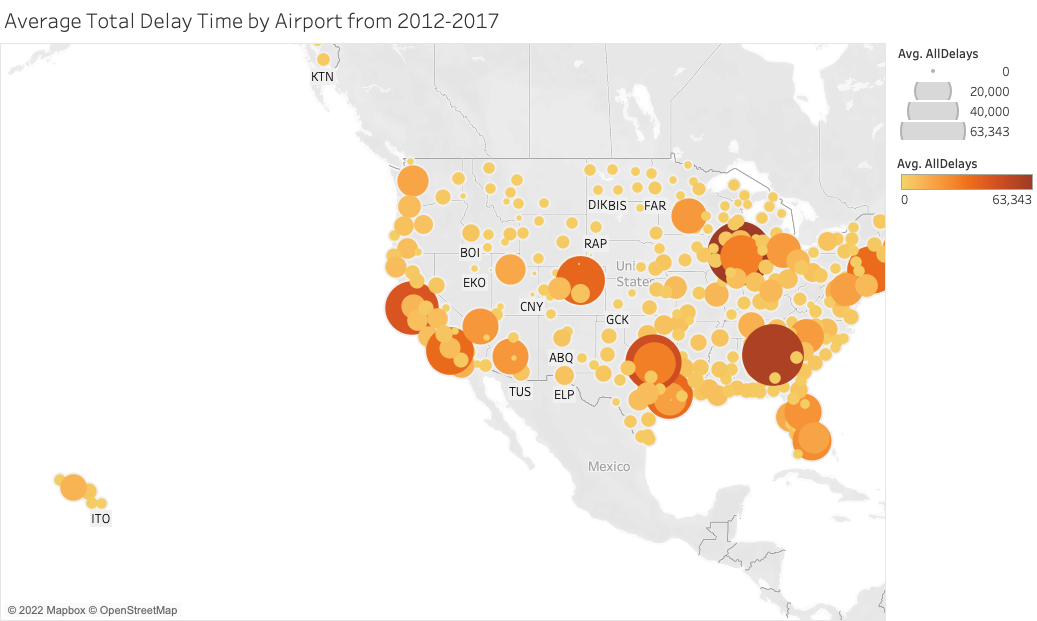 Average Total Delay Time by Airport from 2012-2017
KTN
DIK BIS FAR
RAP
BOI
Uni
States
EKO
CNY
GCK
ABQ
TUS
ELP
Mexico
ITO
© 2022 Mapbox © OpenStreetMap
Avg. AllDelays
0
20,000
40,000
63,343
Avg. AllDelays
0 63,343